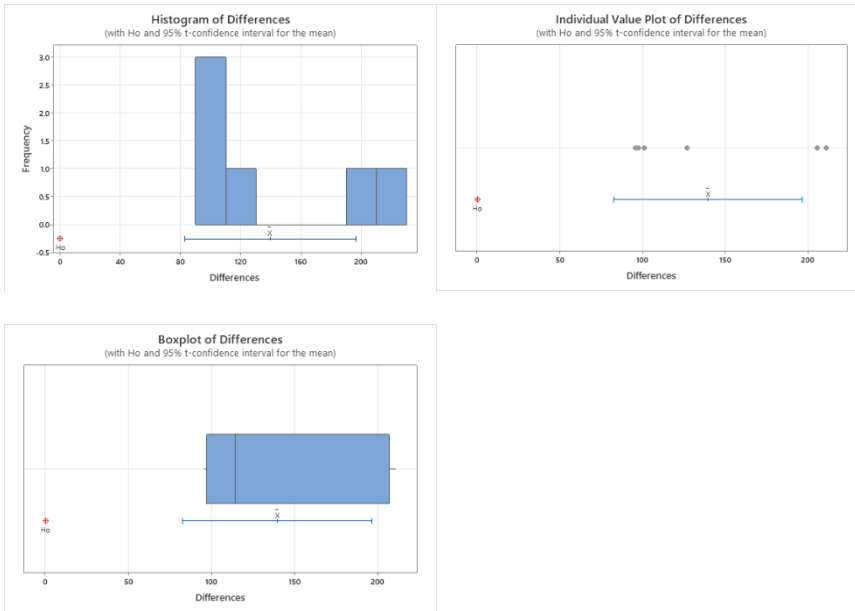 Histogram of Differences
(with Ho and 95% t-confidence interval for the mean)
3.0
2.5
2.0
1.5
1.0
0.5
0.0
-0.5
Frequency
X
Ho
0 40 80 120 160 200
Differences
Individual Value Plot of Differences
(with Ho and 95% t-confidence interval for the mean)
X
Ho
0 50 100 150 200
Differences
Boxplot of Differences
(with Ho and 95% t-confidence interval for the mean)
X
Ho
0 50 100 150 200
Differences